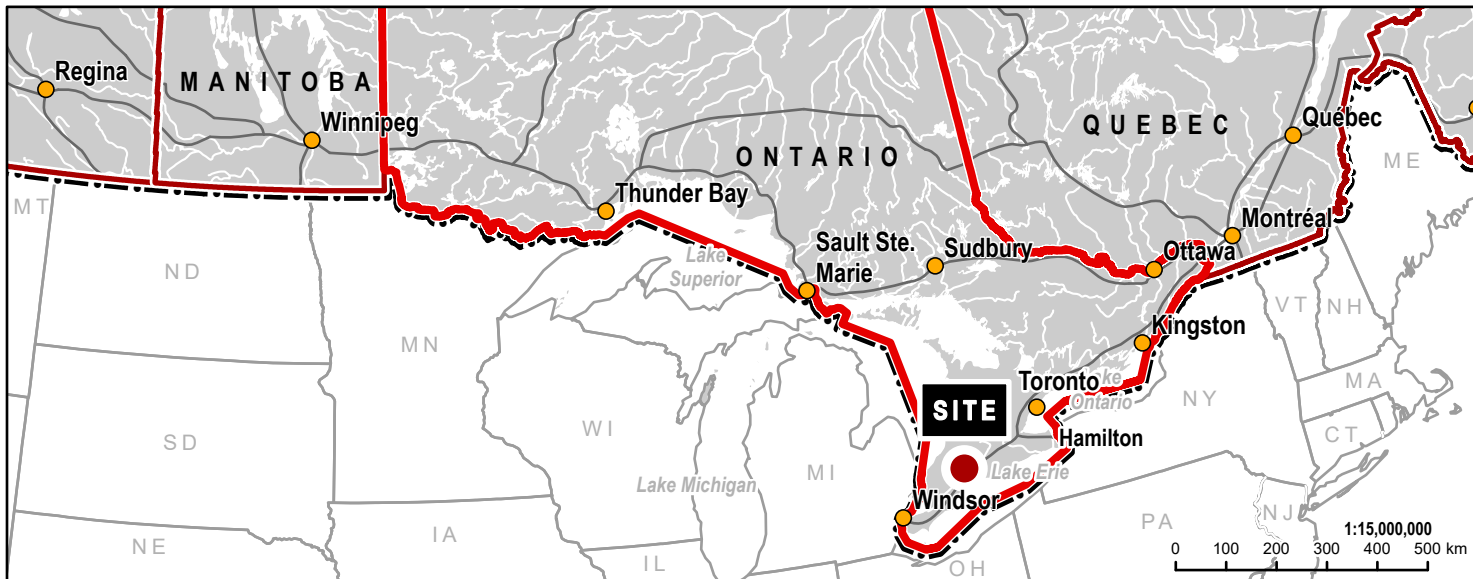 Regina
MANITOBA
Winnipeg
ONTARIO
QUEBEC
Québec
ME
MT
Thunder Bay
Montréal
ND
Lake
Superior
Sault Ste.
Marie
Sudbury
Ottawa
VT
NH
MN
Kingston
Toronto
Lake
Ontario
MA
SITE
NY
SD
WI
Hamilton
CT
MI
Lake Erie
Lake Michigan
Windsor
NE
IA
IL
OH
PA
NJ
1:15,000,000
0 100 200 300 400 500 km